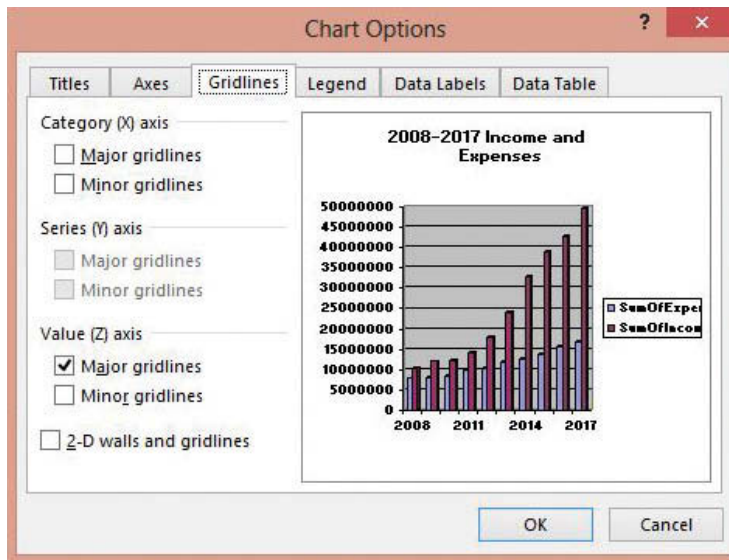 Chart Options
?
Titles Axes Gridlines Legend Data Labels Data Table
Category (X) axis
Major gridlines
Minor gridlines
Series (Y) axis
Major gridlines
Minor gridlines
Value (Z) axis
Major gridlines
Minor gridlines
2-D walls and gridlines
2008-2017 Income and
Expenses
50000000
45000000
40000000
35000000
30000000
25000000
20000000
15000000
10000000
5000000
0
2008 2011 2014 2017
SumOfExper
SumOfIncon
OK Cancel